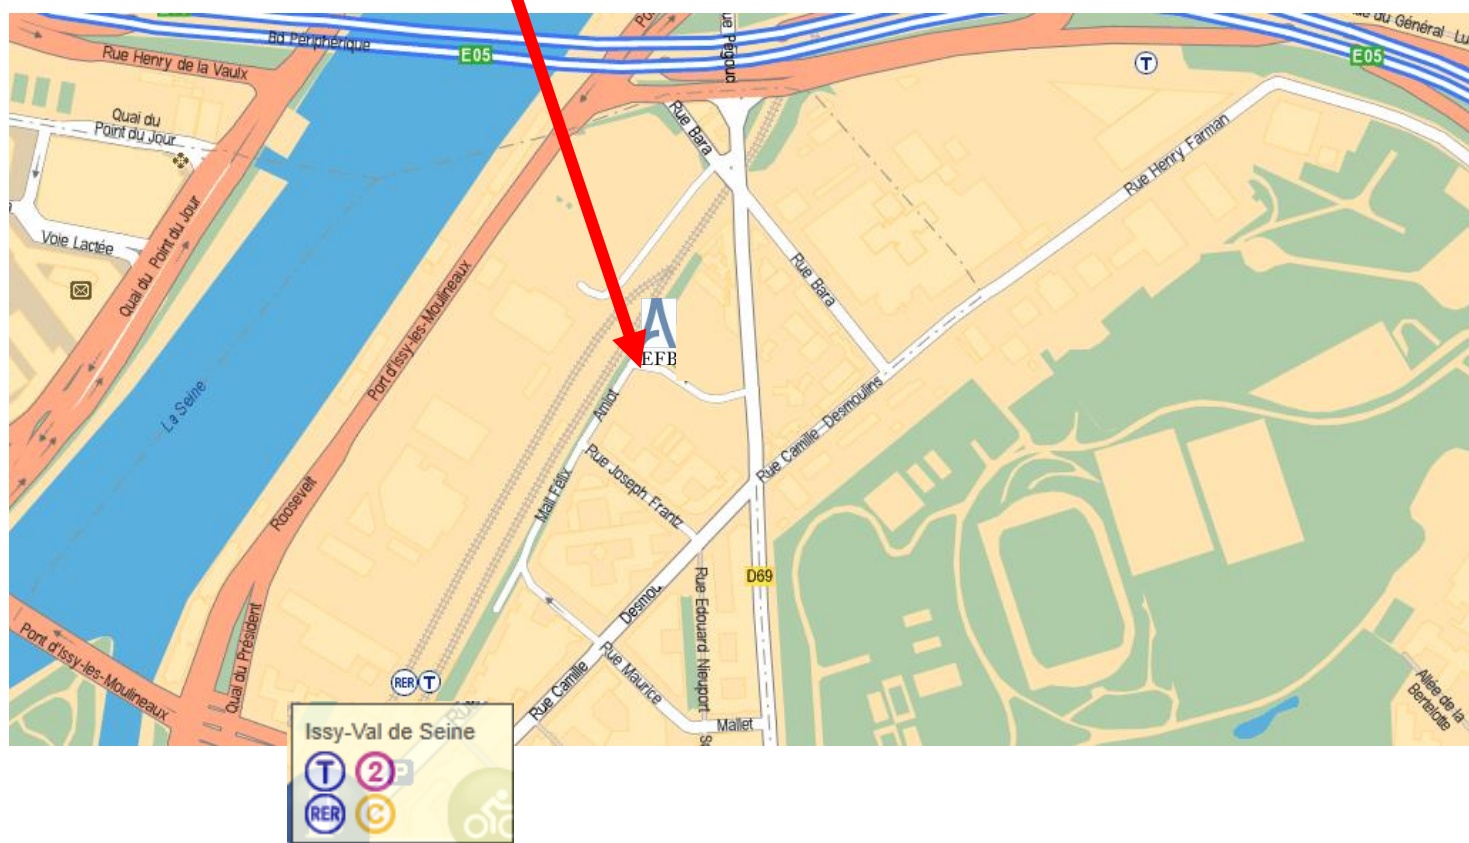 Bd Périphérique
E05
Pégoud
Rue du Général Lu
E05
Rue Henry de la Vaulx
T
Quai du
Point du Jour
Rue Bara
Rue Henry Farman
Voie Lactée
Quai du Point du Jour
Port d'Issy-les-Moulineaux
Rue Bara
A
EFB
La Seine
Amiot
Rue Camille Desmoulins
Rue Joseph Frantz
Mail Félix
Roosevelt
D69
Desmou
Rue Edouard Nieuport
Pont d'Issy-les-Moulineaux
Quai du Président
RER T
Rue Camille
Rue Maurice
Mallet
Allée de la
Bertelotte
Issy-Val de Seine
T 2 P
RER C